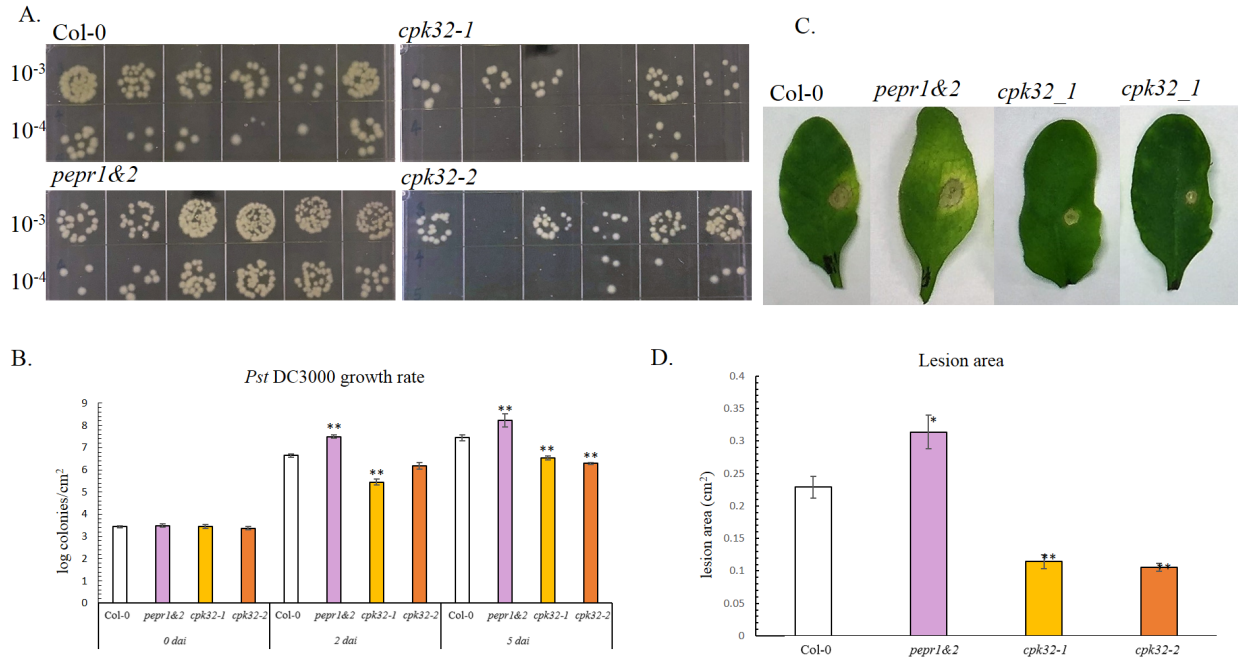 A.
Col-0
cpk32-1
10-3
10-4
pepr1&2
cpk32-2
10-3
10-4
C.
Col-0
pepr1&2
cpk32_1
cpk32_1
B.
Pst DC3000 growth rate
log colonies/cm2
9
8
7
6
5
4
3
2
1
0
**
**
**
**
**
Col-0 pepr1&2 cpk32-1 cpk32-2 Col-0 pepr1&2 cpk32-1 cpk32-2 Col-0 pepr1&2 cpk32-1 cpk32-2
0 dai 2 dai 5 dai
D.
Lesion area
lesion area (cm2)
0.4
0.35
0.3
0.25
0.2
0.15
0.1
0.05
0
*
**
**
Col-0 pepr1&2 cpk32-1 cpk32-2